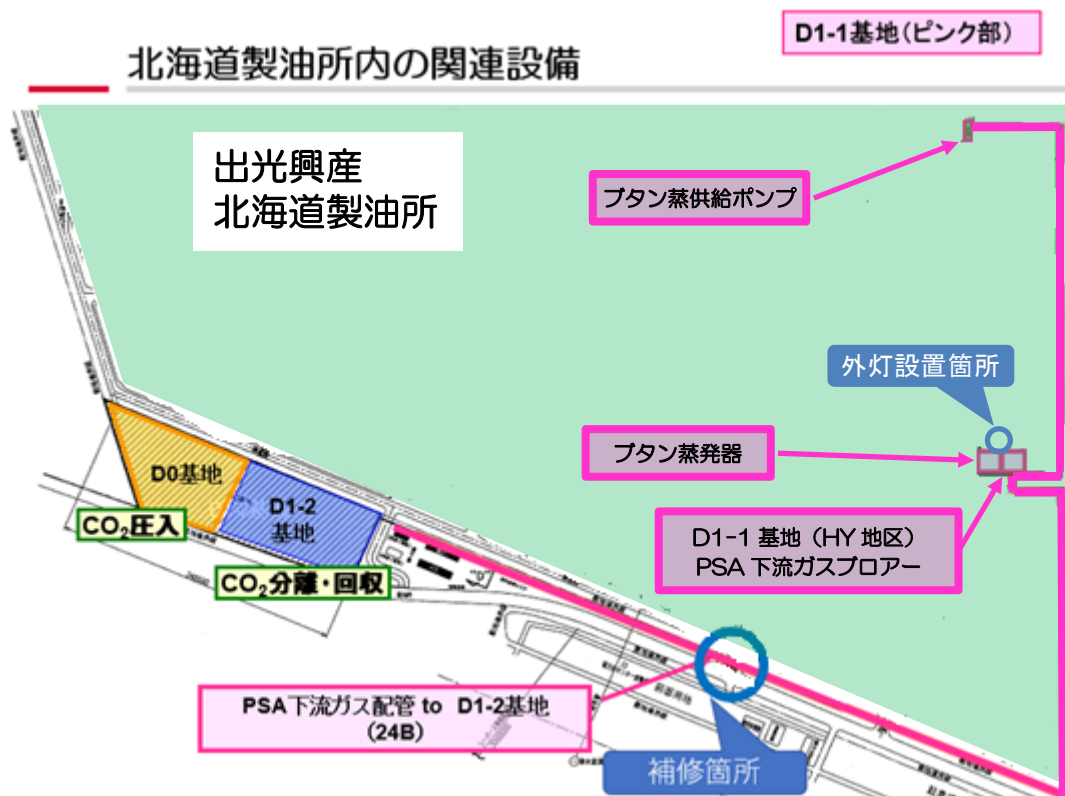 D1-1基地(ピンク部)
北海道製油所内の関連設備
出光興産
北海道製油所
ブタン蒸供給ポンプ
外灯設置箇所
ブタン蒸発器
D0基地
D1-2
基地
CO₂圧入
D1-1 基地（HY 地区）
PSA 下流ガスブロアー
CO₂分離・回収
PSA下流ガス配管 to D1-2基地
(24B)
補修箇所